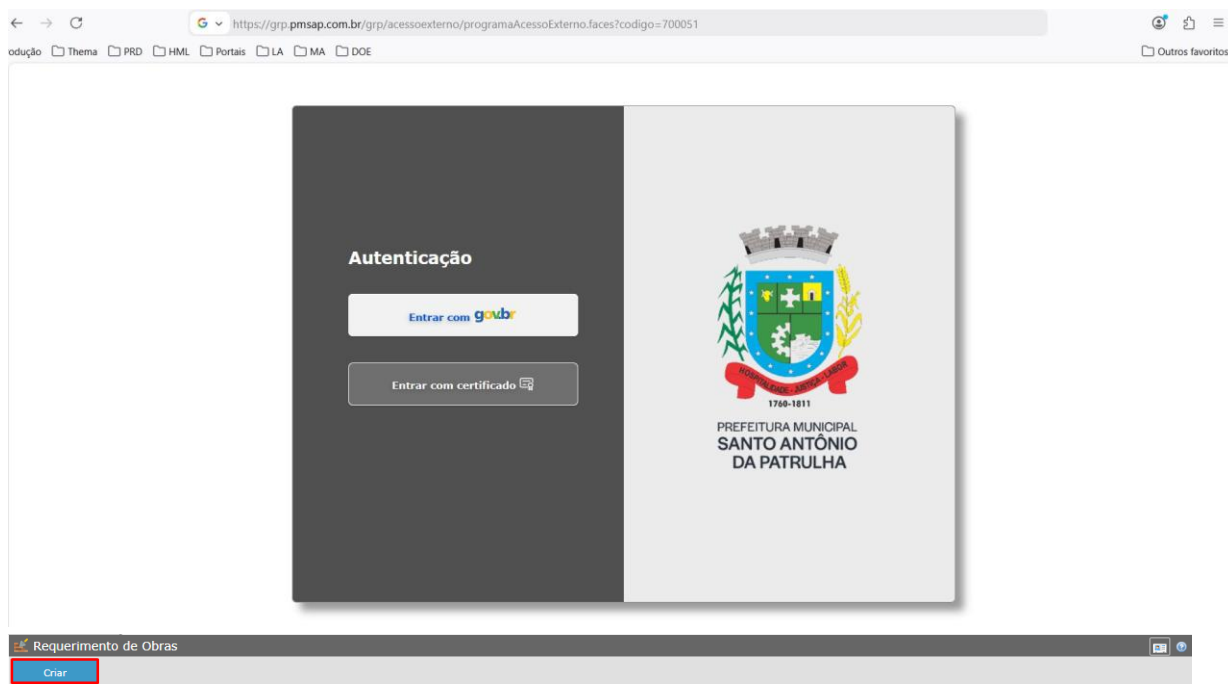 https://grp.pmsap.com.br/grp/acessoexterno/programaAcessoExterno.faces?codigo=700051
odução Thema PRD HML Portais LA MA DOE Outros favoritos
Autenticação
Entrar com gov.br
Entrar com certificado
HOSPITALIDADE - JUSTIÇA - LABOR
1760-1811
PREFEITURA MUNICIPAL
SANTO ANTÔNIO
DA PATRULHA
Requerimento de Obras
Criar